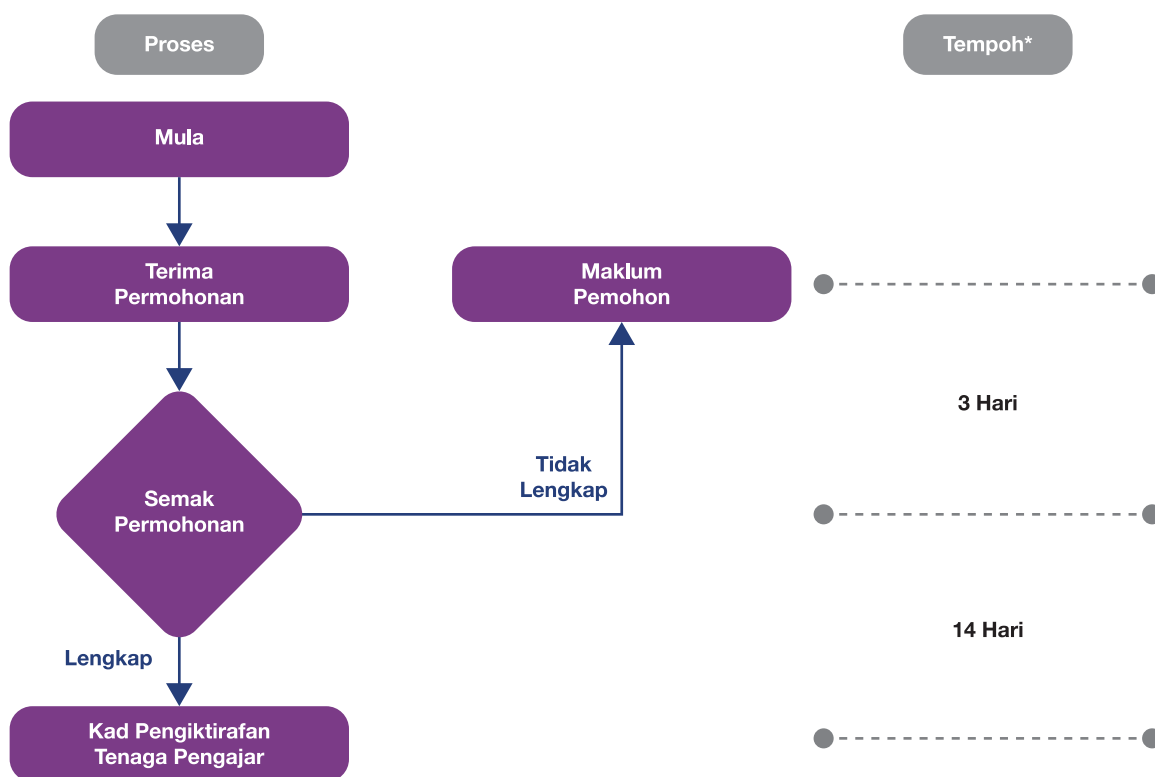 Proses
Tempoh*
Mula
Terima
Permohonan
Maklum
Pemohon
3 Hari
Tidak
Lengkap
Semak
Permohonan
14 Hari
Lengkap
Kad Pengiktirafan
Tenaga Pengajar